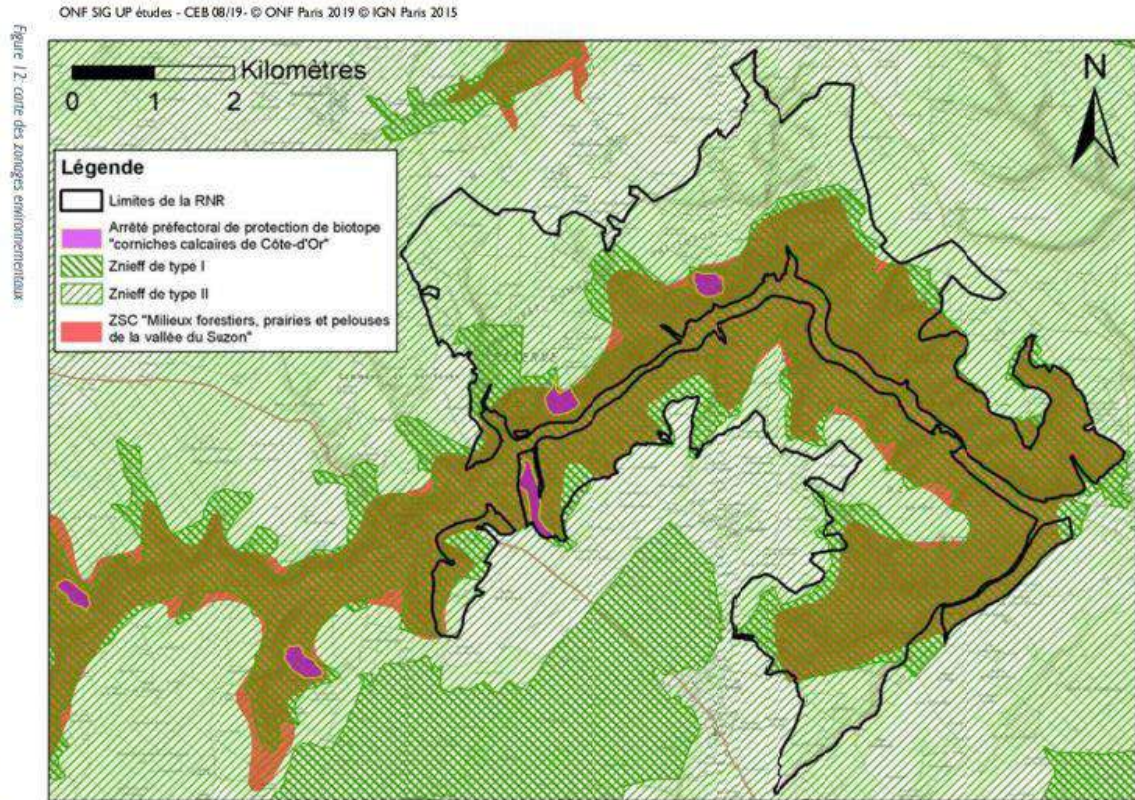 ONF SIG UP études - CEB 08/19- © ONF Paris 2019 © IGN Paris 2015
Figure 12: carte des zonages environnementaux
Kilomètres
0 1 2
N
Légende
Limites de la RNR
Arrêté préfectoral de protection de biotope
"corniches calcaires de Côte-d'Or"
Znieff de type I
Znieff de type II
ZSC "Milieux forestiers, prairies et pelouses
de la vallée du Suzon"